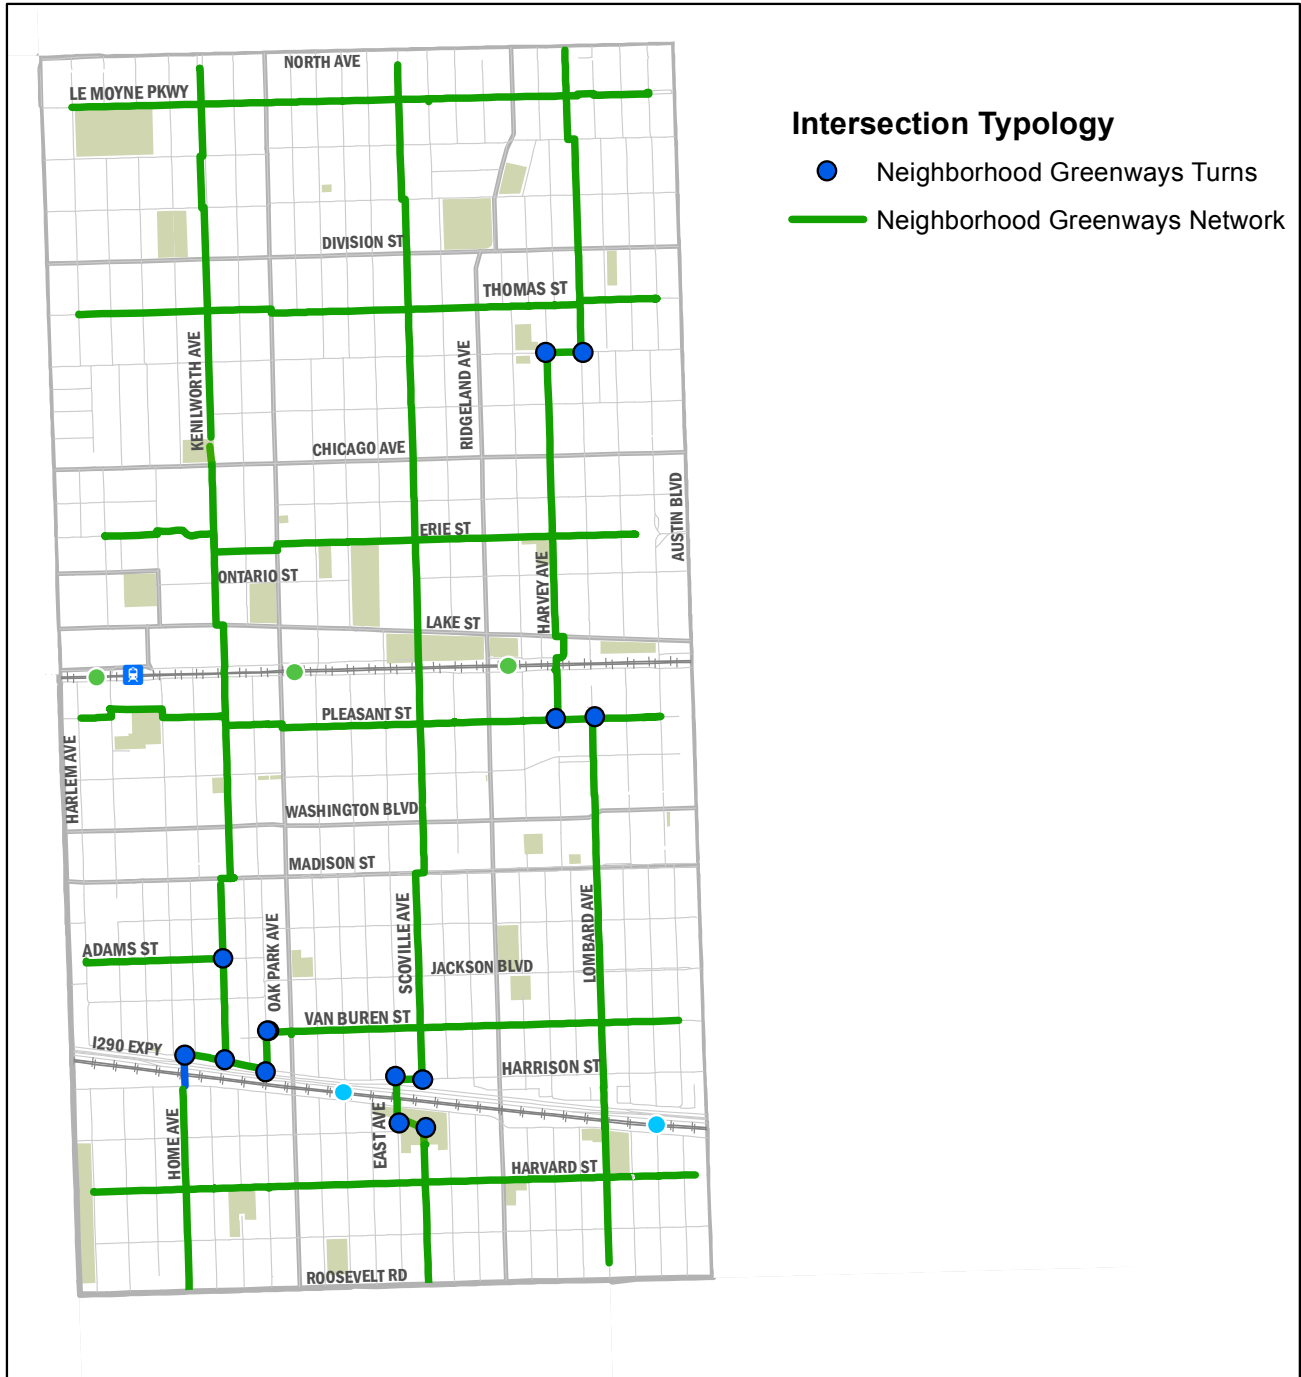 NORTH AVE
LE MOYNE PKWY
Intersection Typology
Neighborhood Greenways Turns
Neighborhood Greenways Network
DIVISION ST
THOMAS ST
KENILWORTH AVE
RIDGELAND AVE
CHICAGO AVE
AUSTIN BLVD
ERIE ST
ONTARIO ST
HARVEY AVE
LAKE ST
PLEASANT ST
HARLEM AVE
WASHINGTON BLVD
MADISON ST
LOMBARD AVE
SCOVILLE AVE
OAK PARK AVE
ADAMS ST
JACKSON BLVD
VAN BUREN ST
I290 EXPY
HARRISON ST
HOME AVE
EAST AVE
HARVARD ST
ROOSEVELT RD